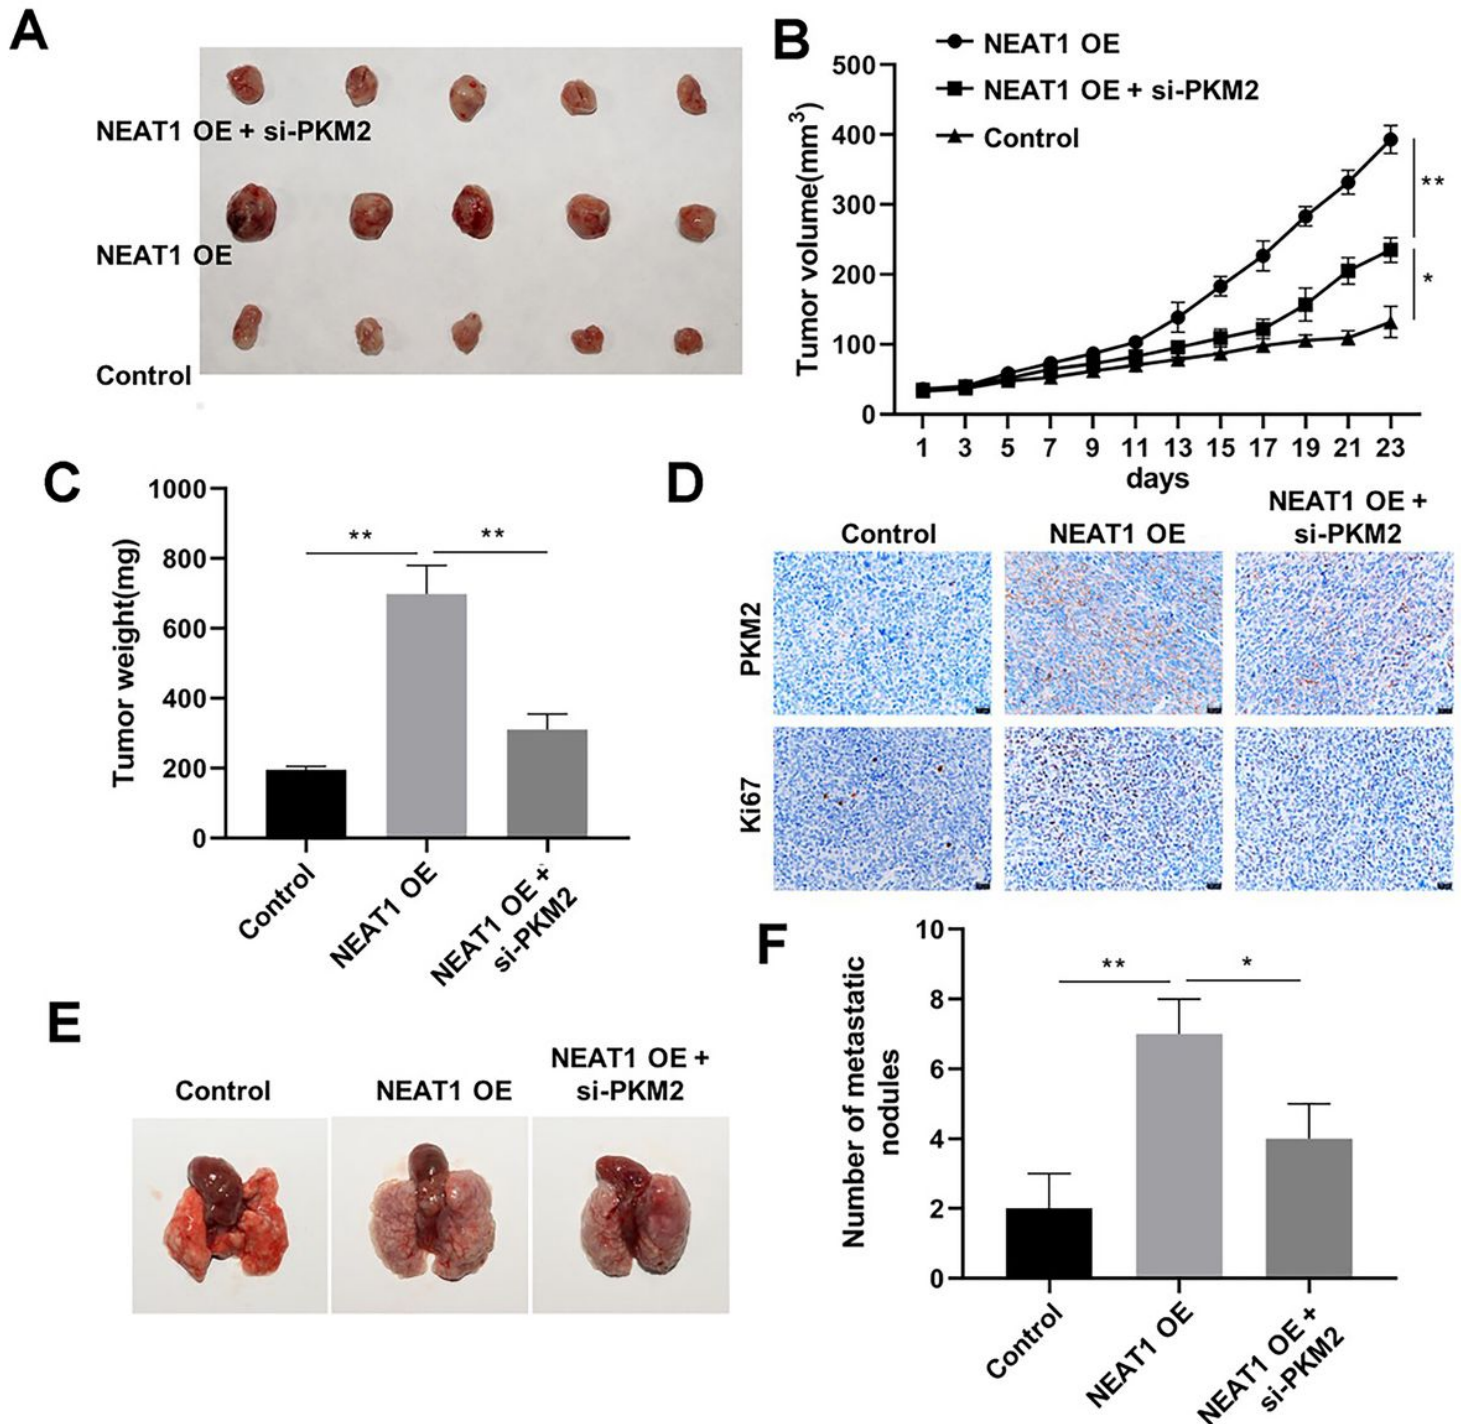 A
NEAT1 OE + si-PKM2
NEAT1 OE
Control
B
NEAT1 OE
NEAT1 OE + si-PKM2
Control
Tumor volume(mm3)
500
400
300
200
100
0
**
*
1 3 5 7 9 11 13 15 17 19 21 23
days
C
Tumor weight(mg)
1000
800
600
400
200
0
** **
Control
NEAT1 OE
NEAT1 OE +
si-PKM2
D
Control
NEAT1 OE
NEAT1 OE +
si-PKM2
PKM2
Ki67
E
Control
NEAT1 OE
NEAT1 OE +
si-PKM2
F
Number of metastatic
nodules
10
8
6
4
2
0
** *
Control
NEAT1 OE
NEAT1 OE +
si-PKM2